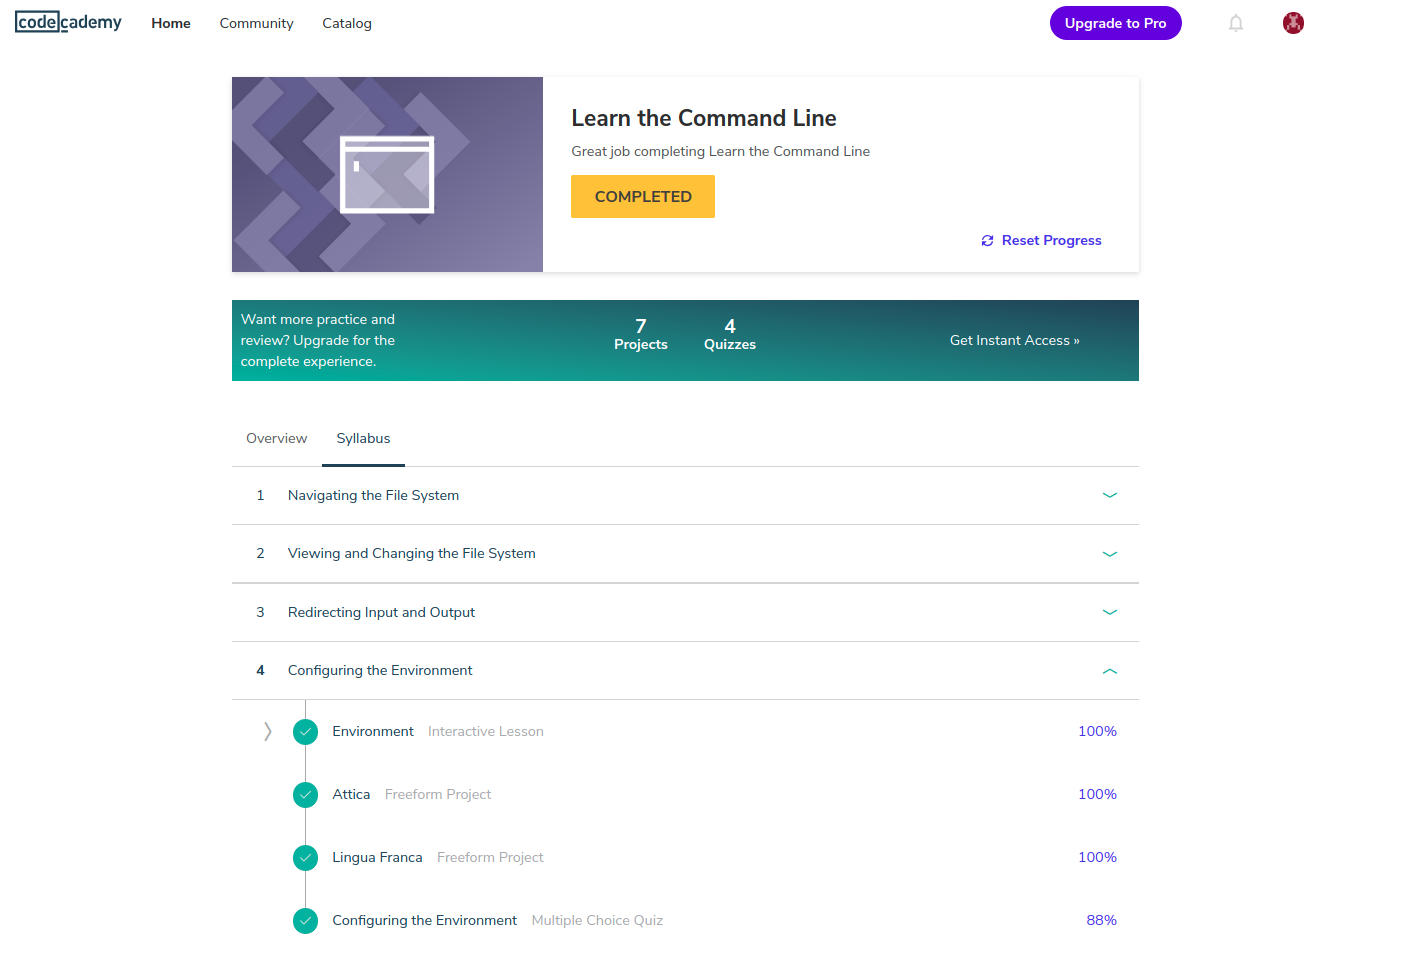 codecademy
Home
Community
Catalog
Upgrade to Pro
Learn the Command Line
Great job completing Learn the Command Line
COMPLETED
Reset Progress
Want more practice and
review? Upgrade for the
complete experience.
7
Projects
4
Quizzes
Get Instant Access »
Overview
Syllabus
1 Navigating the File System
2 Viewing and Changing the File System
3 Redirecting Input and Output
4 Configuring the Environment
Environment Interactive Lesson 100%
Attica Freeform Project 100%
Lingua Franca Freeform Project 100%
Configuring the Environment Multiple Choice Quiz 88%